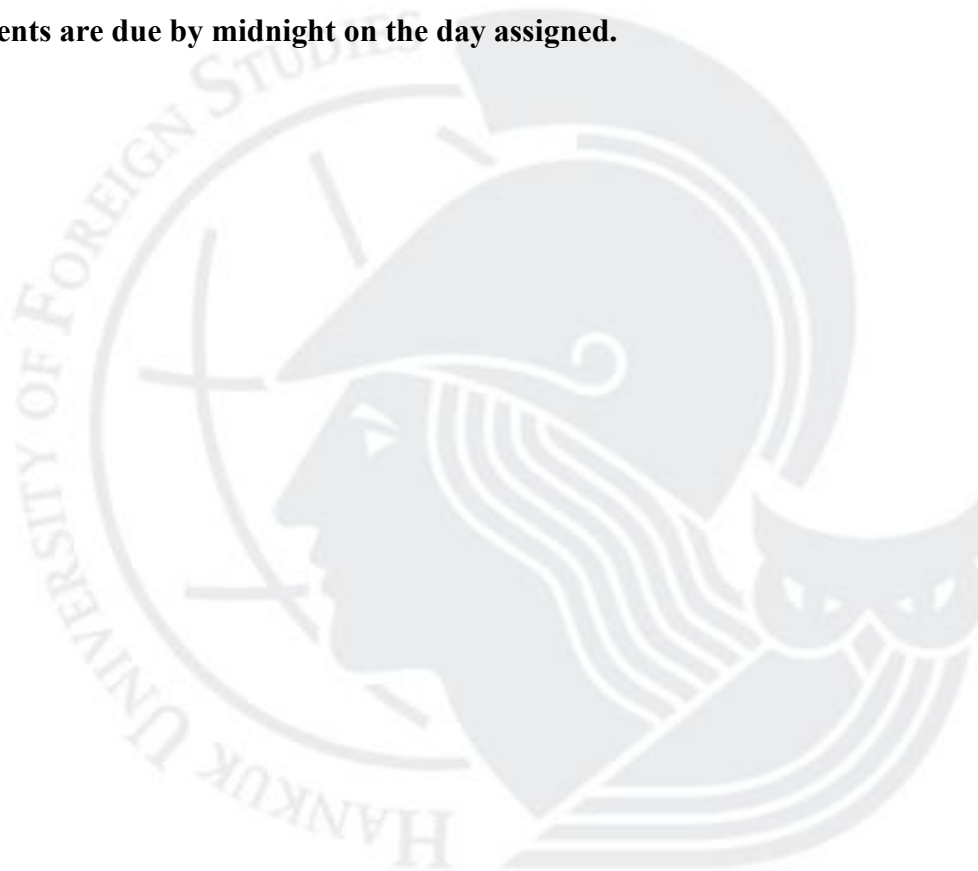 ents are due by midnight on the day assigned.
HANKUK UNIVERSITY OF FOREIGN STUDIES